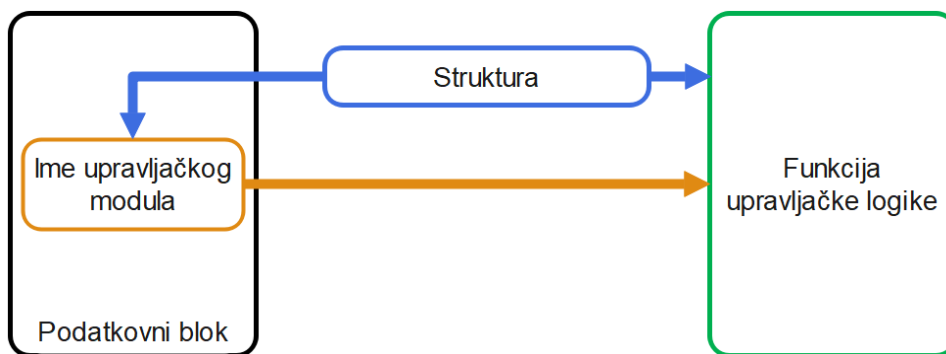 Struktura
Ime upravljačkog
modula
Funkcija
upravljačke logike
Podatkovni blok